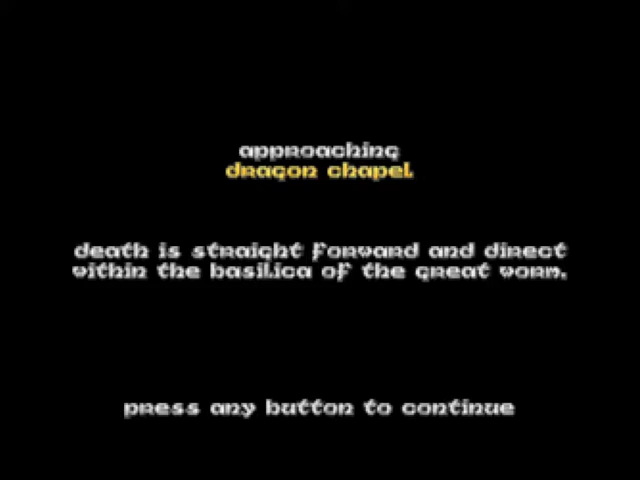 approaching
dragon chapel
death is straight forward and direct
within the basilica of the great worm.
press any button to continue